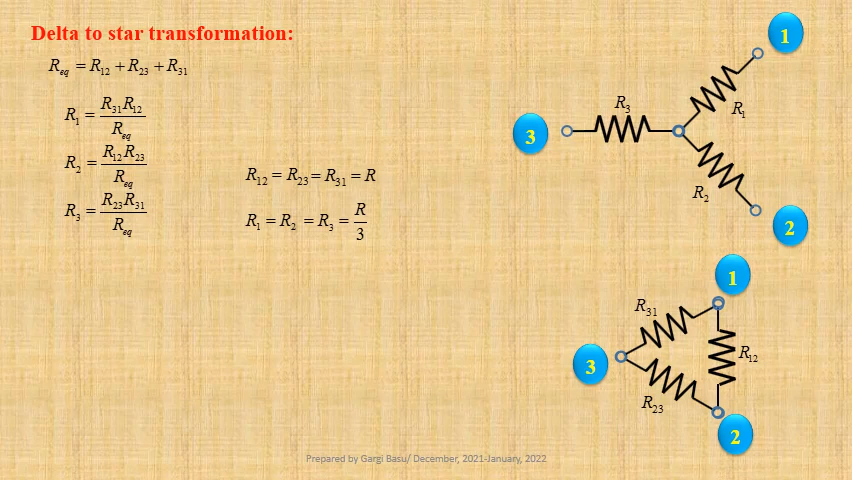 Delta to star transformation:
R_eq = R_12 + R_23 + R_31
R_1 = R_31 R_12 / R_eq
R_2 = R_12 R_23 / R_eq
R_3 = R_23 R_31 / R_eq
R_12 = R_23 = R_31 = R
R_1 = R_2 = R_3 = R / 3
1
R_3
R_1
3
R_2
2
1
R_31
R_12
3
R_23
2
Prepared by Gargi Basu/ December, 2021-January, 2022